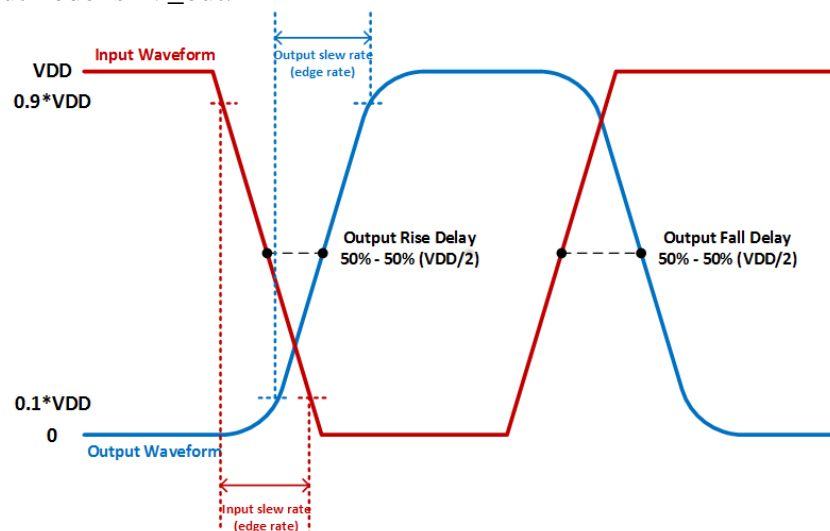 Input Waveform
Output slew rate
(edge rate)
VDD
0.9*VDD
Output Rise Delay
50% - 50% (VDD/2)
Output Fall Delay
50% - 50% (VDD/2)
0.1*VDD
0
Output Waveform
Input slew rate
(edge rate)